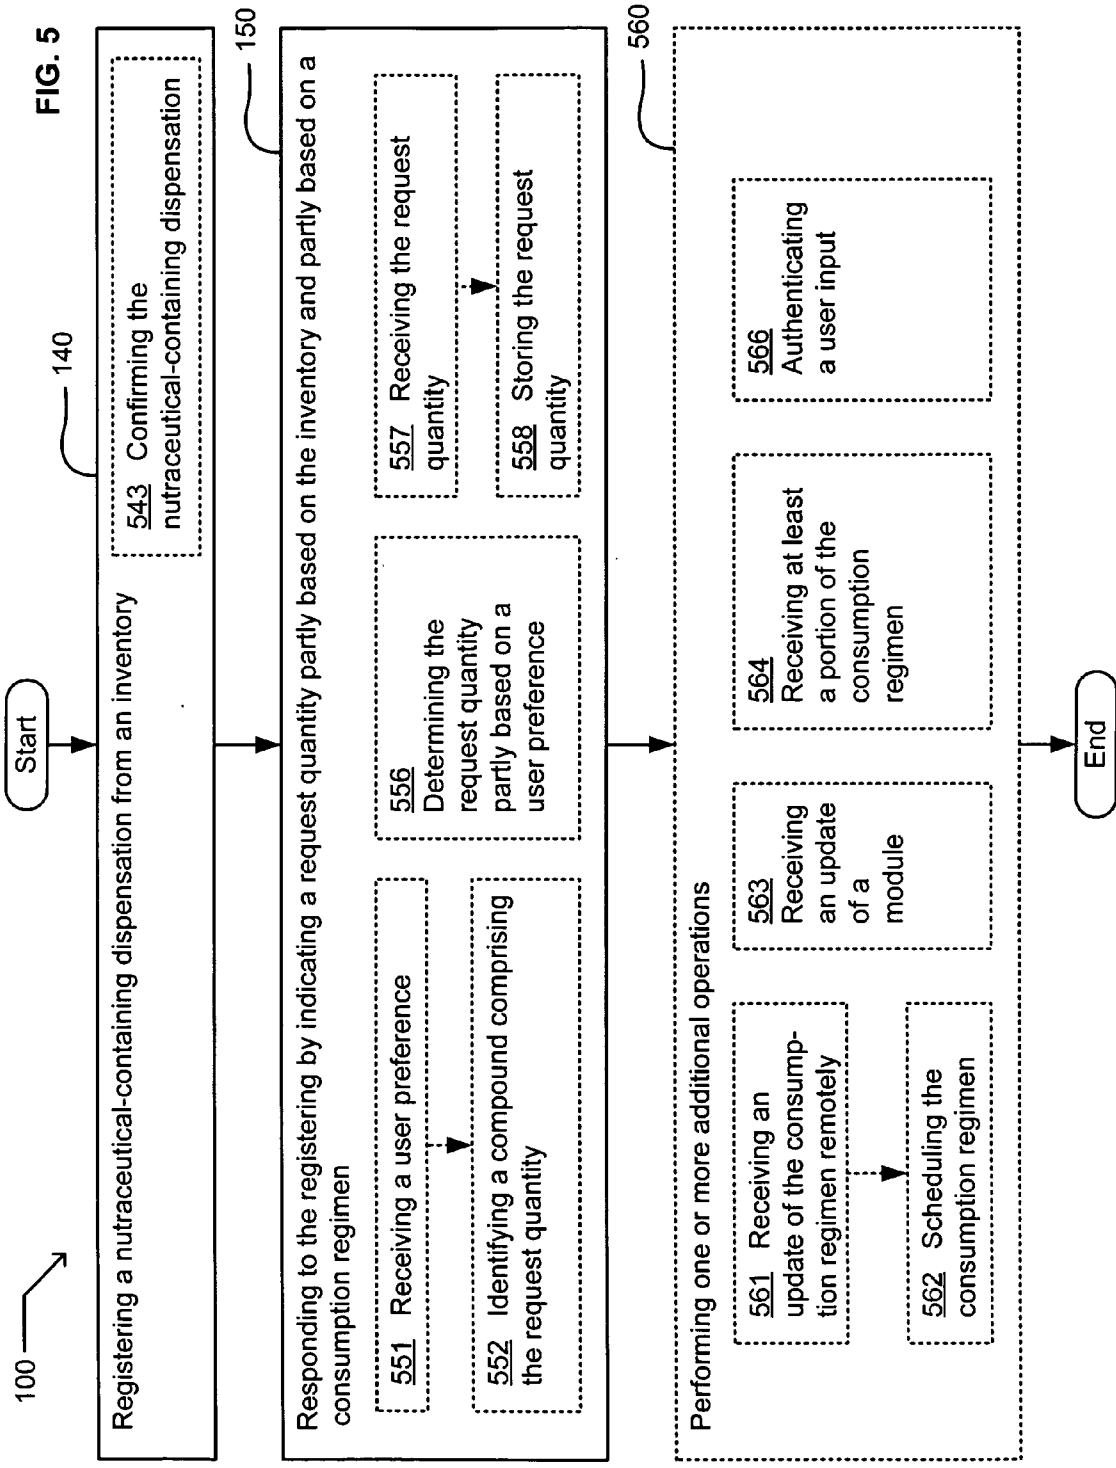 FIG. 5
100
Start
140
Registering a nutraceutical-containing dispensation from an inventory
543 Confirming the
nutraceutical-containing dispensation
150
Responding to the registering by indicating a request quantity partly based on the inventory and partly based on a
consumption regimen
551 Receiving a user preference
552 Identifying a compound comprising
the request quantity
556
Determining the
request quantity
partly based on a
user preference
557 Receiving the request
quantity
558 Storing the request
quantity
560
Performing one or more additional operations
561 Receiving an
update of the consump-
tion regimen remotely
562 Scheduling the
consumption regimen
563
Receiving
an update
of a
module
564
Receiving at least
a portion of the
consumption
regimen
566
Authenticating
a user input
End